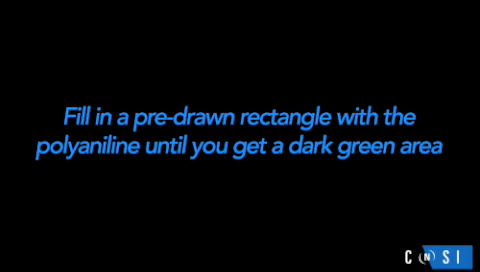 Fill in a pre-drawn rectangle with the
polyaniline until you get a dark green area
CNSI